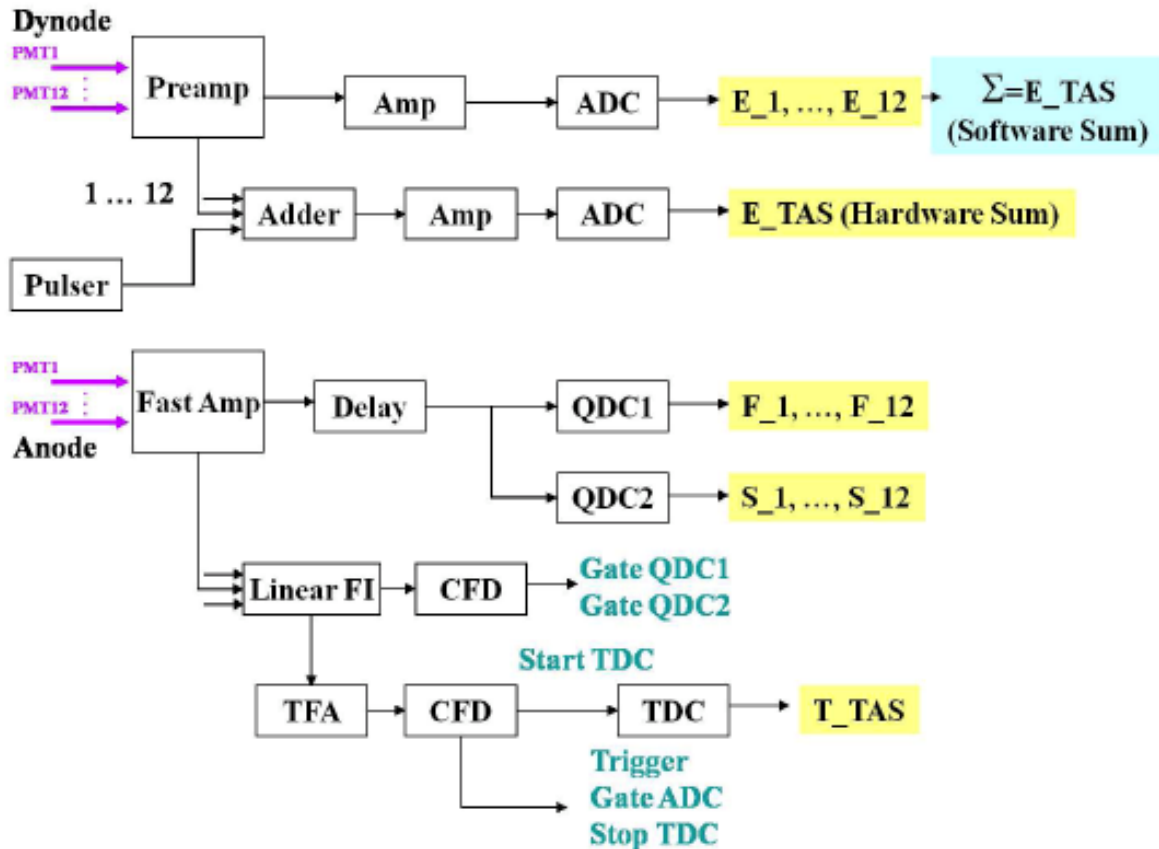 Dynode
PMT1
PMT12
Preamp
Amp
ADC
E_1, ..., E_12
Σ=E_TAS
(Software Sum)
1 ... 12
Adder
Amp
ADC
E_TAS (Hardware Sum)
Pulser
PMT1
PMT12
Anode
Fast Amp
Delay
QDC1
F_1, ..., F_12
QDC2
S_1, ..., S_12
Linear FI
CFD
Gate QDC1
Gate QDC2
Start TDC
TFA
CFD
TDC
T_TAS
Trigger
Gate ADC
Stop TDC